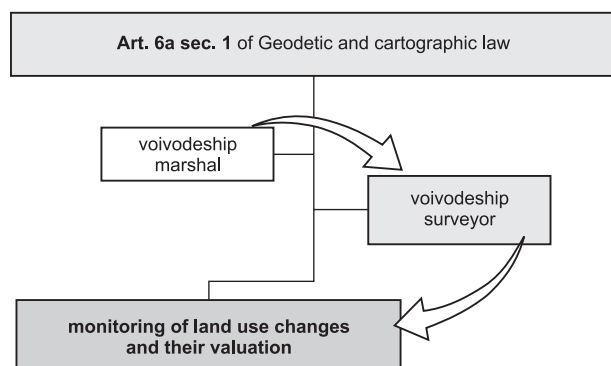 Art. 6a sec. 1 of Geodetic and cartographic law
voivodeship
marshal
voivodeship
surveyor
monitoring of land use changes
and their valuation